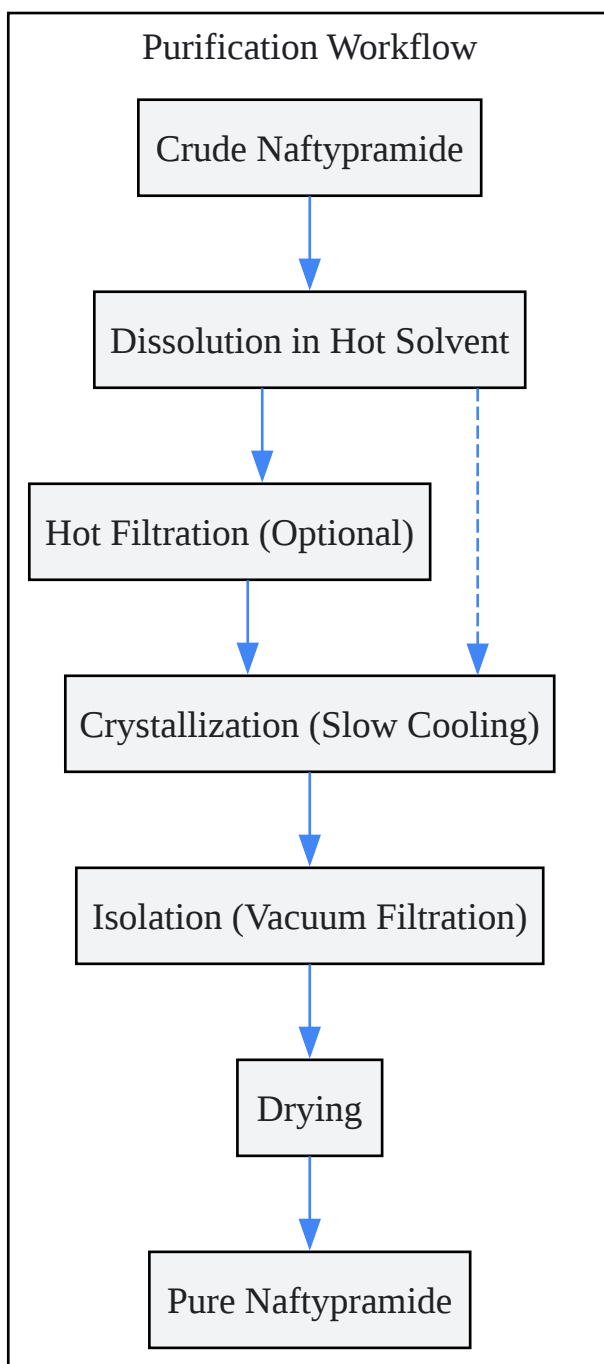 Purification Workflow
Crude Naftypramide
Dissolution in Hot Solvent
Hot Filtration (Optional)
Crystallization (Slow Cooling)
Isolation (Vacuum Filtration)
Drying
Pure Naftypramide